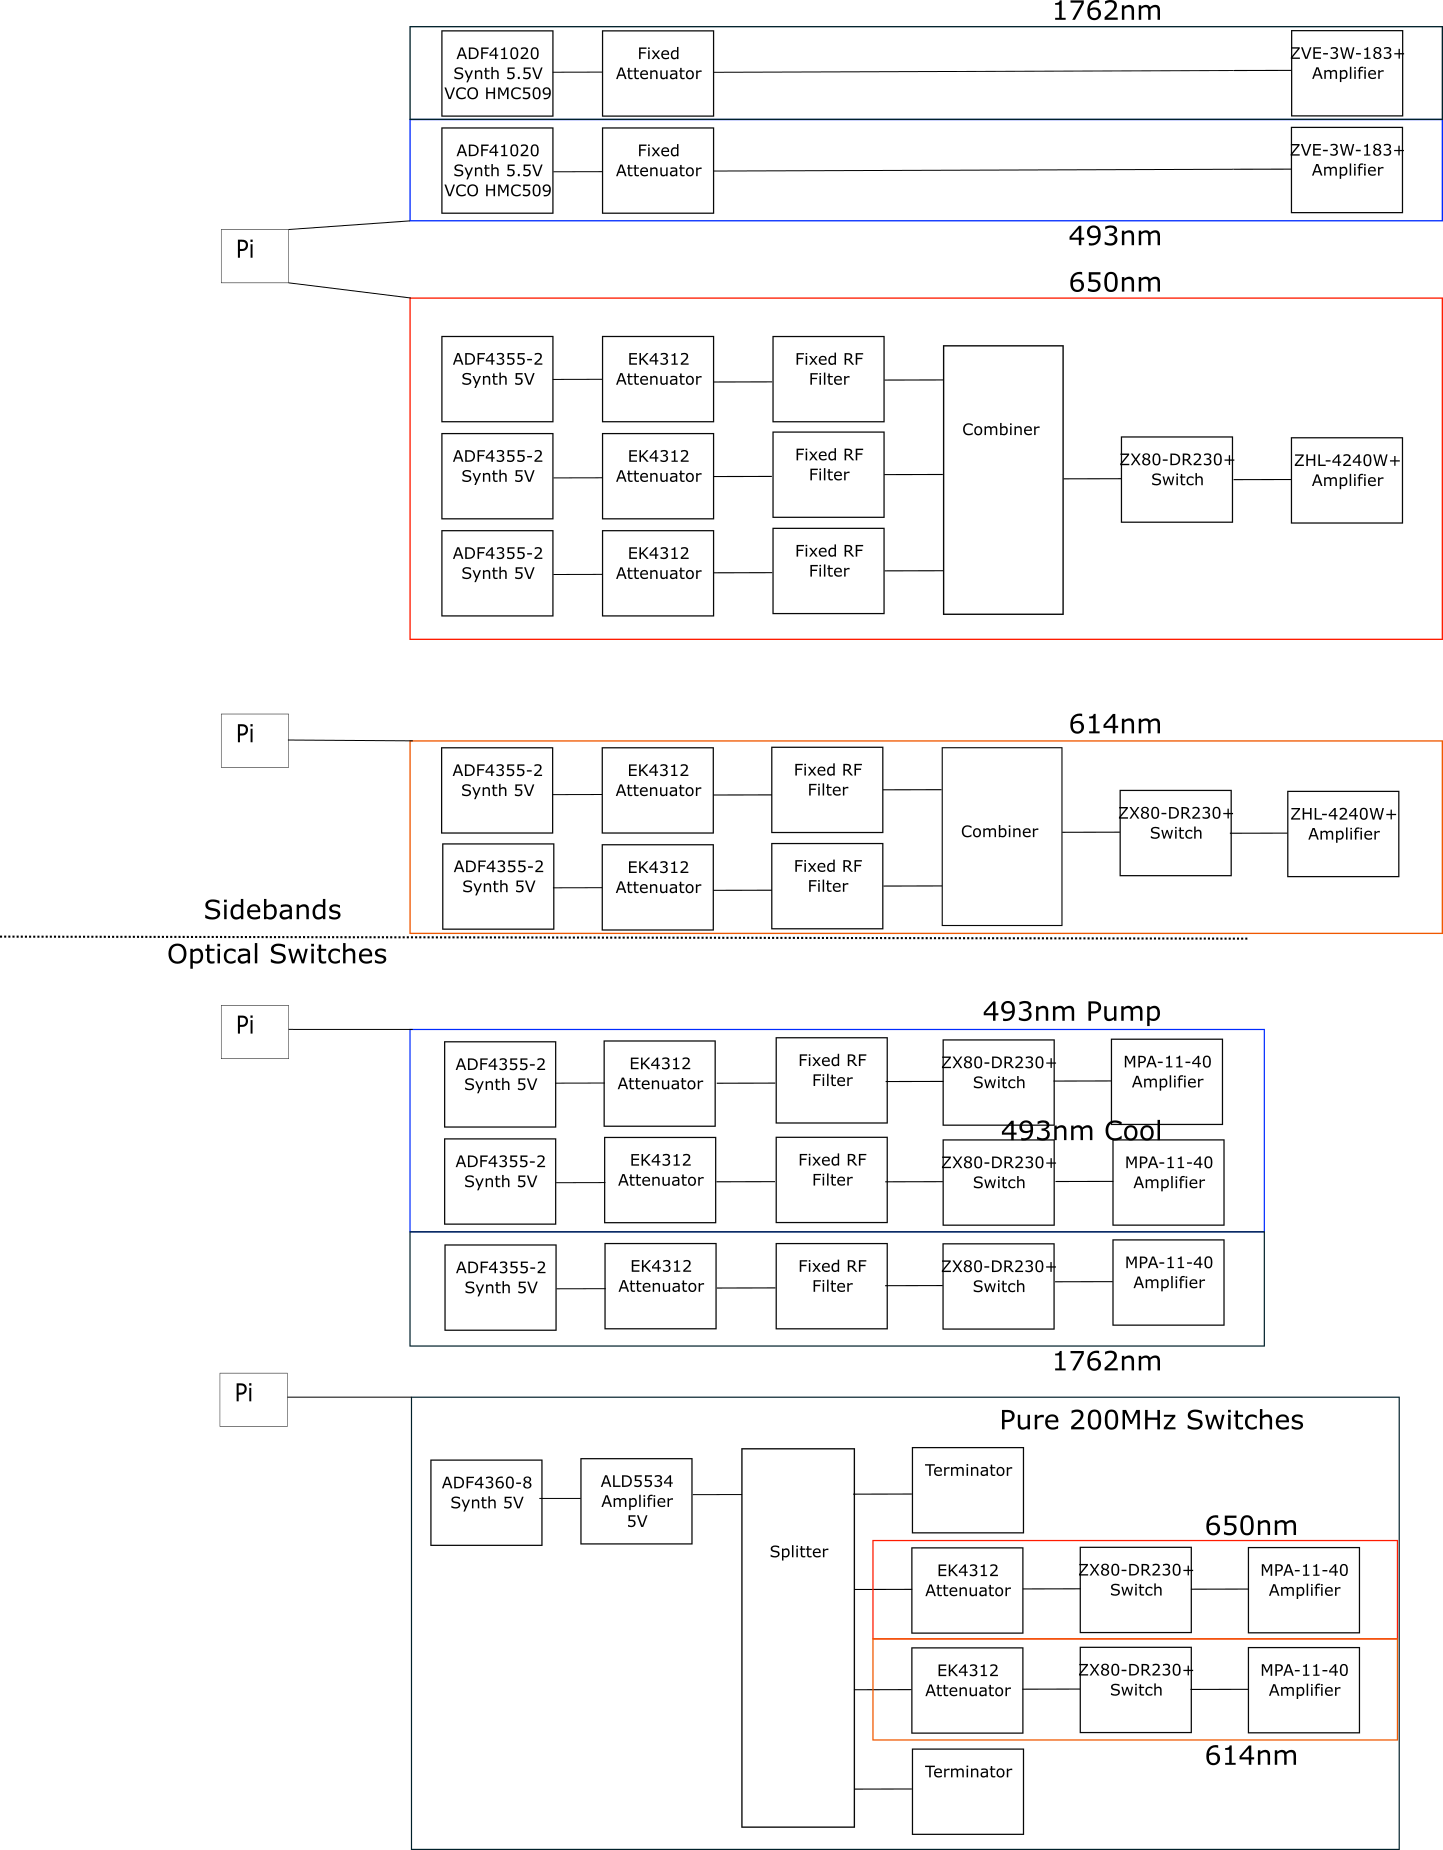 1762nm
ADF41020
Synth 5.5V
VCO HMC509
Fixed
Attenuator
ZVE-3W-183+
Amplifier
ADF41020
Synth 5.5V
VCO HMC509
Fixed
Attenuator
ZVE-3W-183+
Amplifier
493nm
Pi
650nm
ADF4355-2
Synth 5V
EK4312
Attenuator
Fixed RF
Filter
ADF4355-2
Synth 5V
EK4312
Attenuator
Fixed RF
Filter
ADF4355-2
Synth 5V
EK4312
Attenuator
Fixed RF
Filter
Combiner
ZX80-DR230+
Switch
ZHL-4240W+
Amplifier
Pi
614nm
ADF4355-2
Synth 5V
EK4312
Attenuator
Fixed RF
Filter
ADF4355-2
Synth 5V
EK4312
Attenuator
Fixed RF
Filter
Combiner
ZX80-DR230+
Switch
ZHL-4240W+
Amplifier
Sidebands
Optical Switches
Pi
493nm Pump
ADF4355-2
Synth 5V
EK4312
Attenuator
Fixed RF
Filter
ZX80-DR230+
Switch
MPA-11-40
Amplifier
493nm Cool
ADF4355-2
Synth 5V
EK4312
Attenuator
Fixed RF
Filter
ZX80-DR230+
Switch
MPA-11-40
Amplifier
ADF4355-2
Synth 5V
EK4312
Attenuator
Fixed RF
Filter
ZX80-DR230+
Switch
MPA-11-40
Amplifier
1762nm
Pi
Pure 200MHz Switches
ADF4360-8
Synth 5V
ALD5534
Amplifier
5V
Splitter
Terminator
650nm
EK4312
Attenuator
ZX80-DR230+
Switch
MPA-11-40
Amplifier
EK4312
Attenuator
ZX80-DR230+
Switch
MPA-11-40
Amplifier
614nm
Terminator